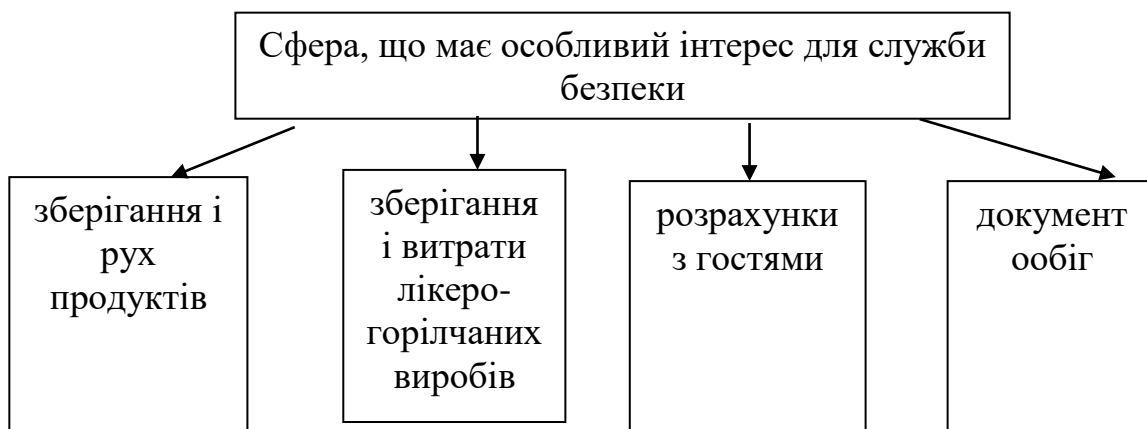 Сфера, що має особливий інтерес для служби
безпеки
зберігання і
рух
продуктів
зберігання
і витрати
лікеро-
горілчаних
виробів
розрахунки
з гостями
документ
ообіг